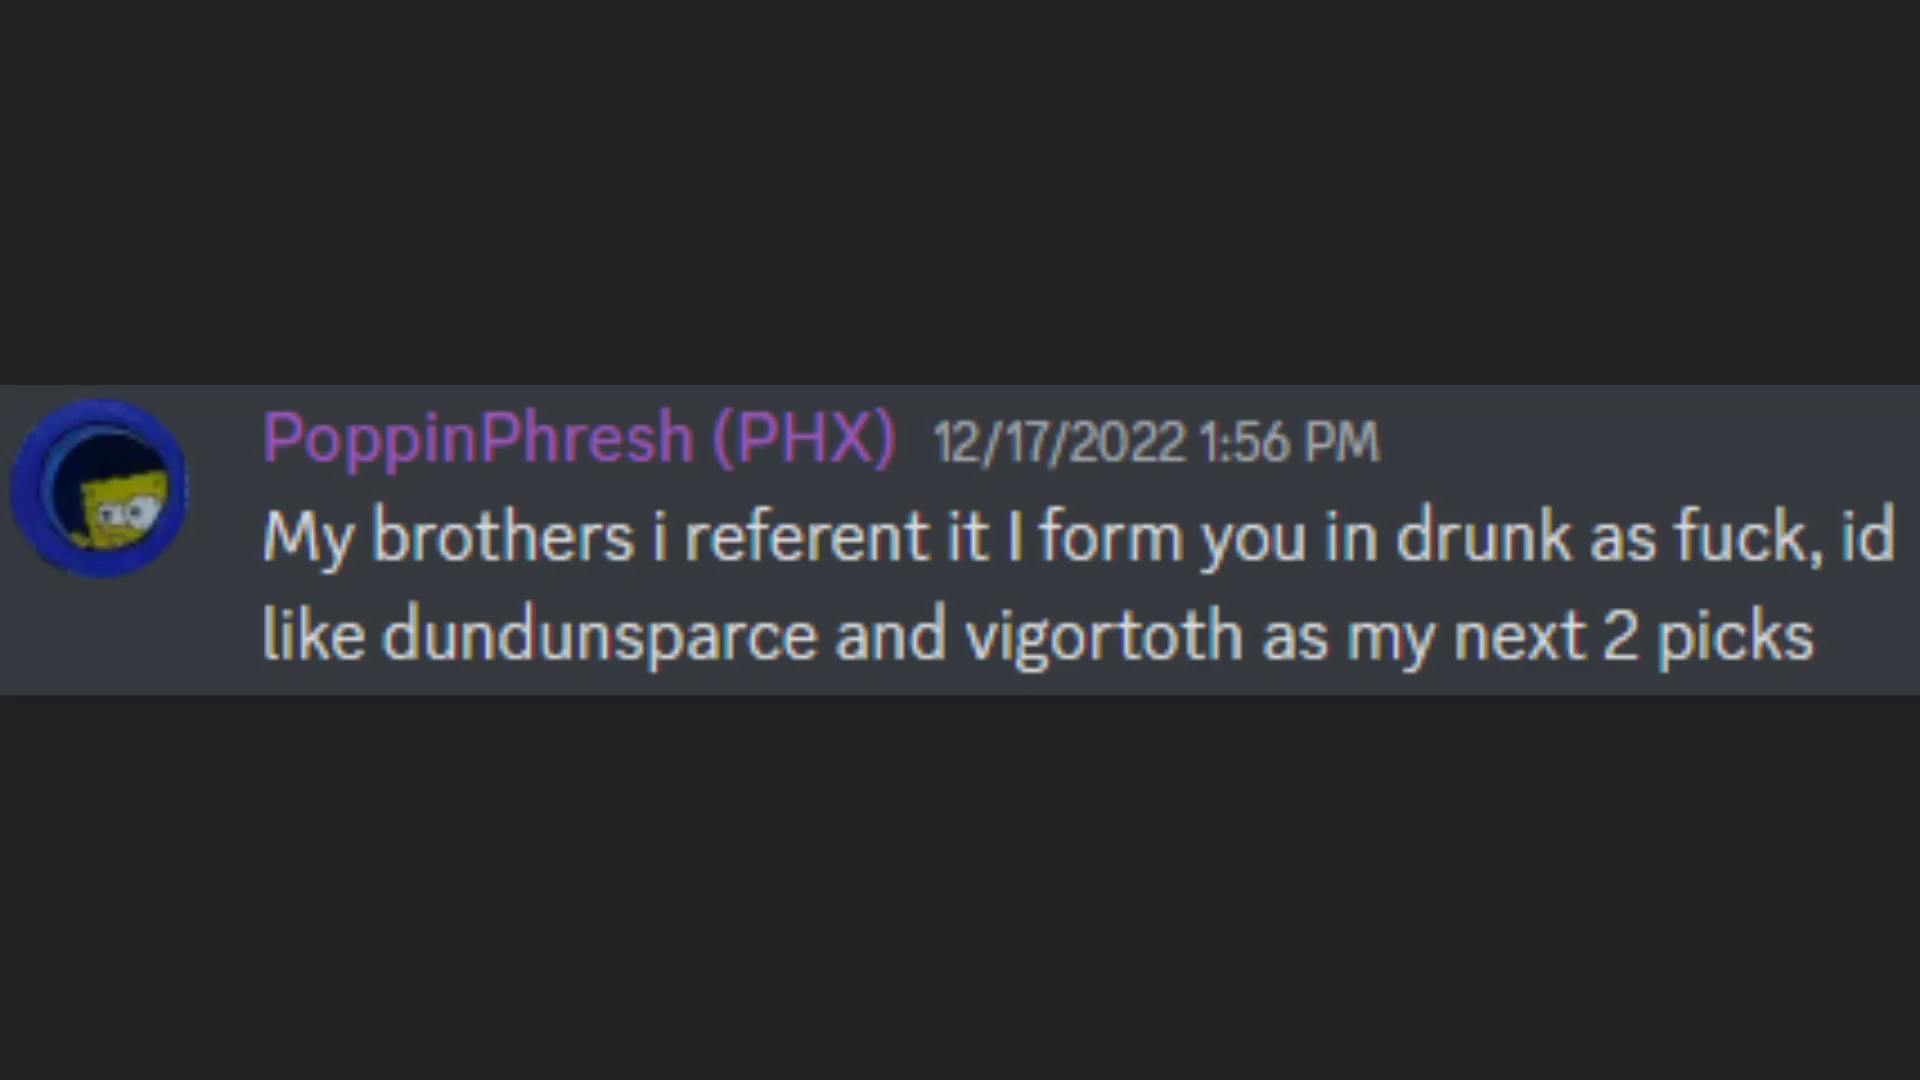 PoppinPhresh (PHX) 12/17/2022 1:56 PM
My brothers i referent it I form you in drunk as fuck, id
like dundunsparce and vigortoth as my next 2 picks